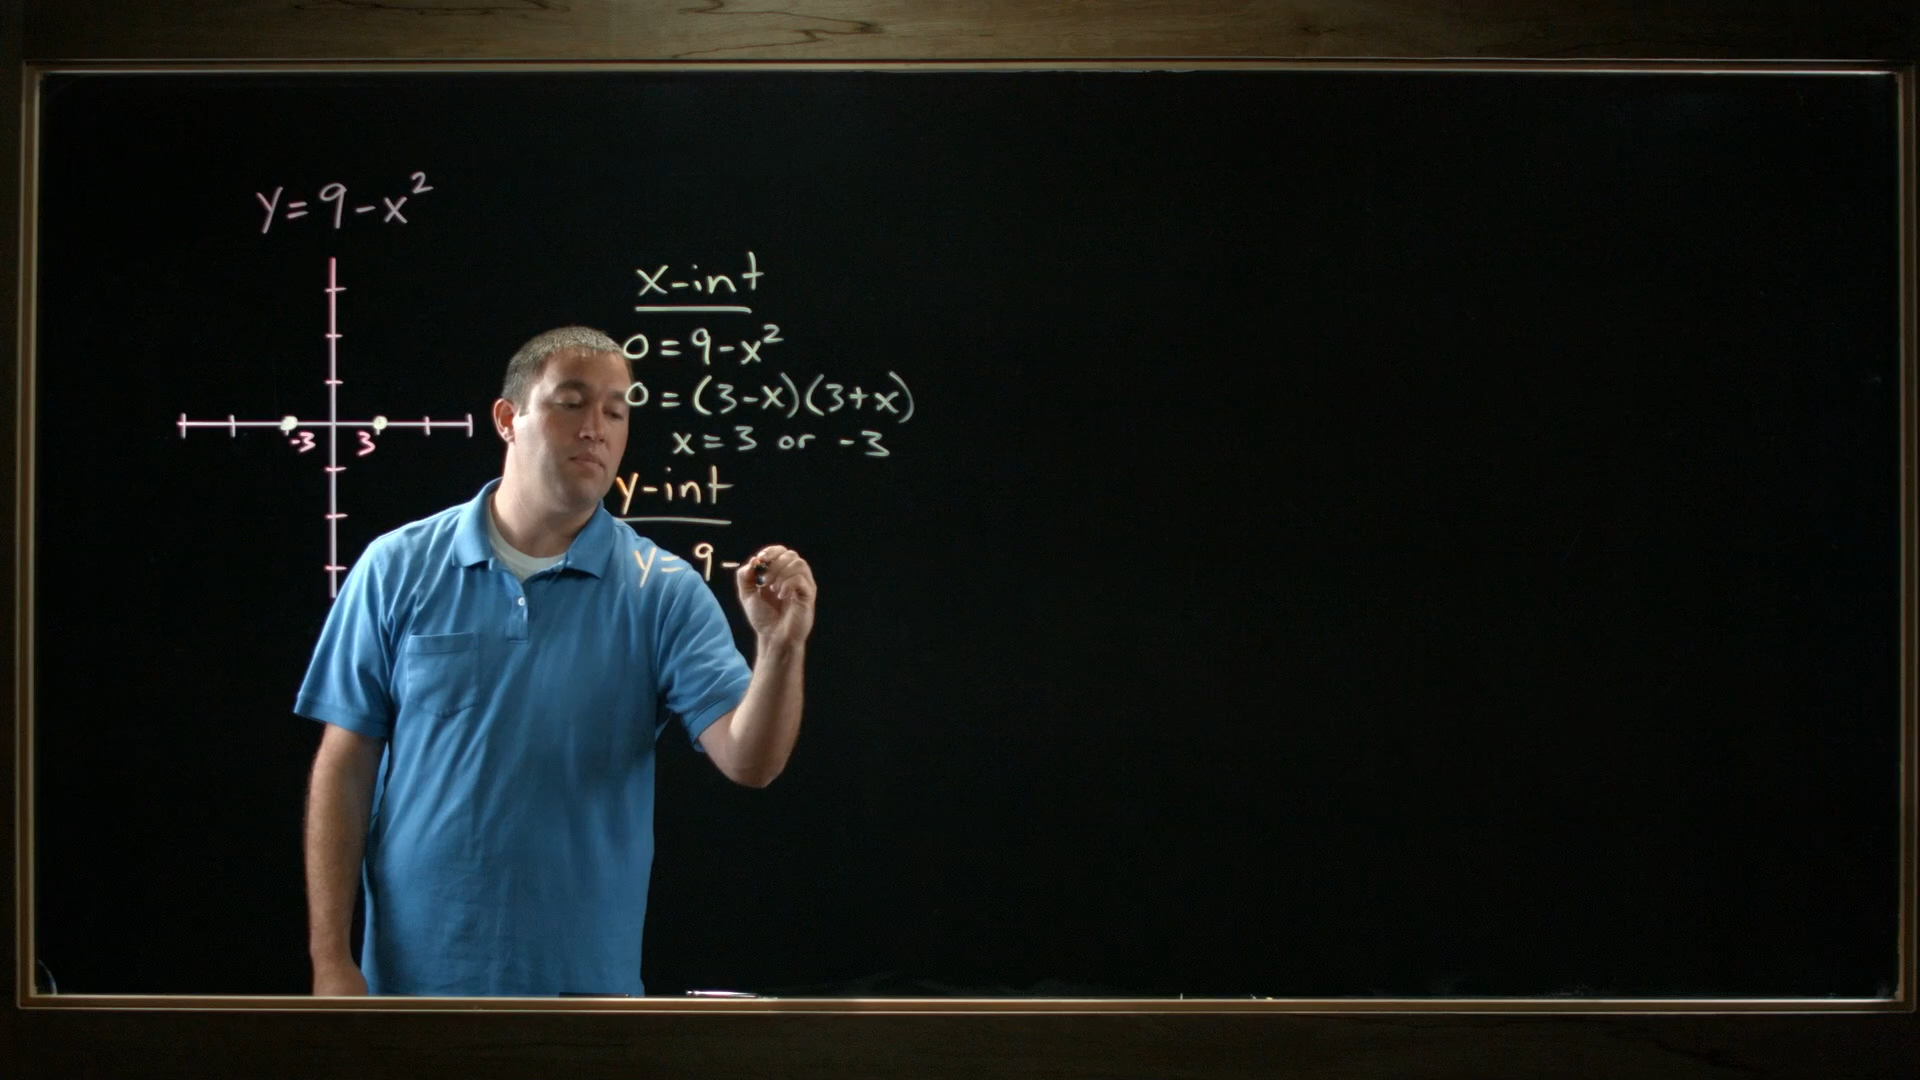 y=9-x²
x-int
0=9-x²
0=(3-x)(3+x)
-3 3
x=3 or -3
y-int
y=9-